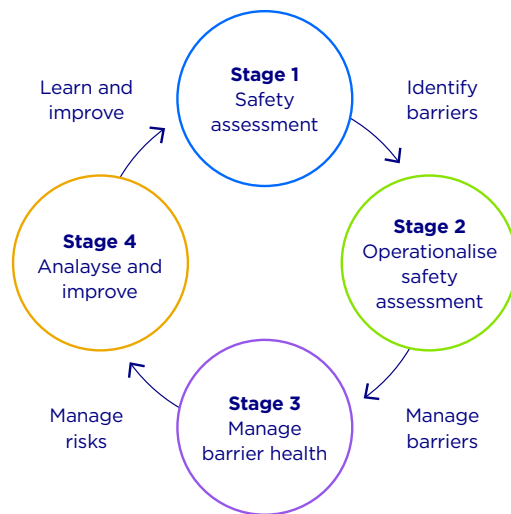 Stage 1
Safety
assessment
Identify
barriers
Stage 2
Operationalise
safety
assessment
Manage
barriers
Stage 3
Manage
barrier health
Manage
risks
Stage 4
Analayse and
improve
Learn and
improve